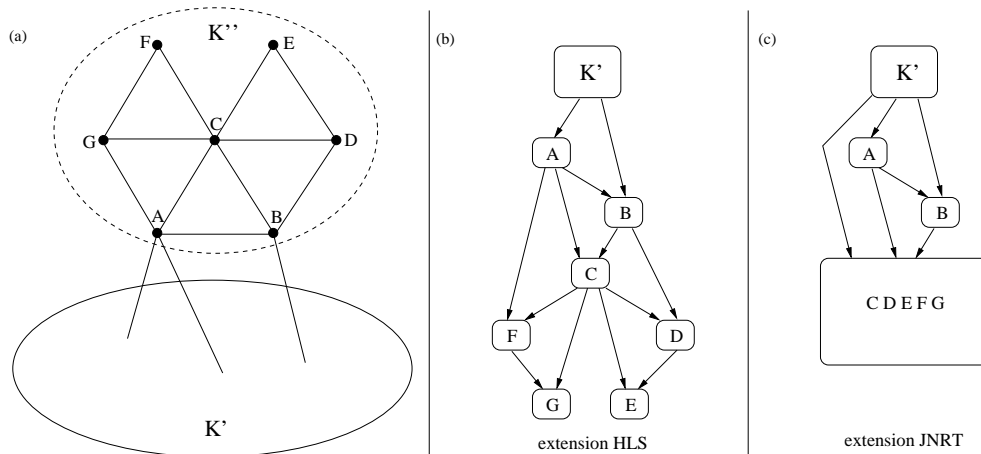 (a)
K''
F
E
C
G
D
A
B
K'
(b)
K'
A
B
C
F
D
G
E
extension HLS
(c)
K'
A
B
C D E F G
extension JNRT